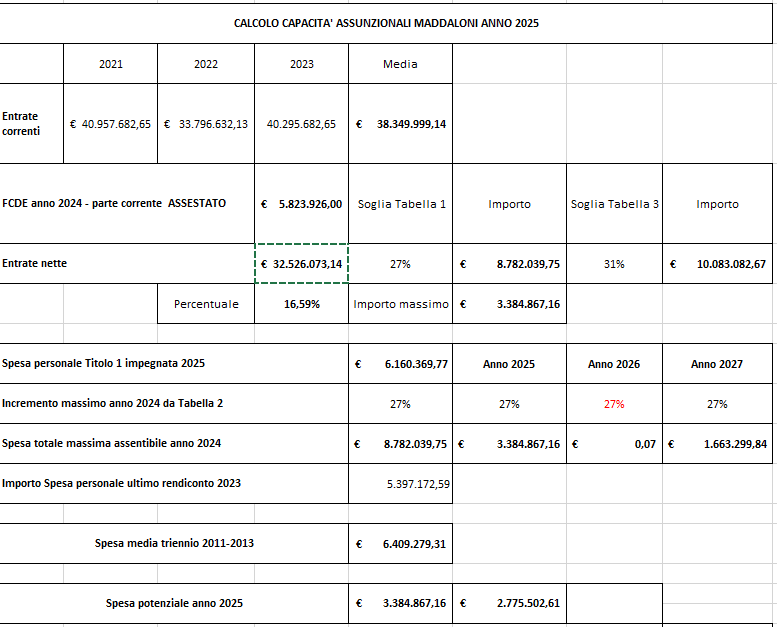 CALCOLO CAPACITA' ASSUNZIONALI MADDALONI ANNO 2025
2021 2022 2023 Media
Entrate correnti € 40.957.682,65 € 33.796.632,13 40.295.682,65 € 38.349.999,14
FCDE anno 2024 - parte corrente ASSESTATO € 5.823.926,00 Soglia Tabella 1 Importo Soglia Tabella 3 Importo
Entrate nette € 32.526.073,14 27% € 8.782.039,75 31% € 10.083.082,67
Percentuale 16,59% Importo massimo € 3.384.867,16
Spesa personale Titolo 1 impegnata 2025 € 6.160.369,77 Anno 2025 Anno 2026 Anno 2027
Incremento massimo anno 2024 da Tabella 2 27% 27% 27% 27%
Spesa totale massima assentibile anno 2024 € 8.782.039,75 € 3.384.867,16 € 0,07 € 1.663.299,84
Importo Spesa personale ultimo rendiconto 2023 5.397.172,59
Spesa media triennio 2011-2013 € 6.409.279,31
Spesa potenziale anno 2025 € 3.384.867,16 € 2.775.502,61